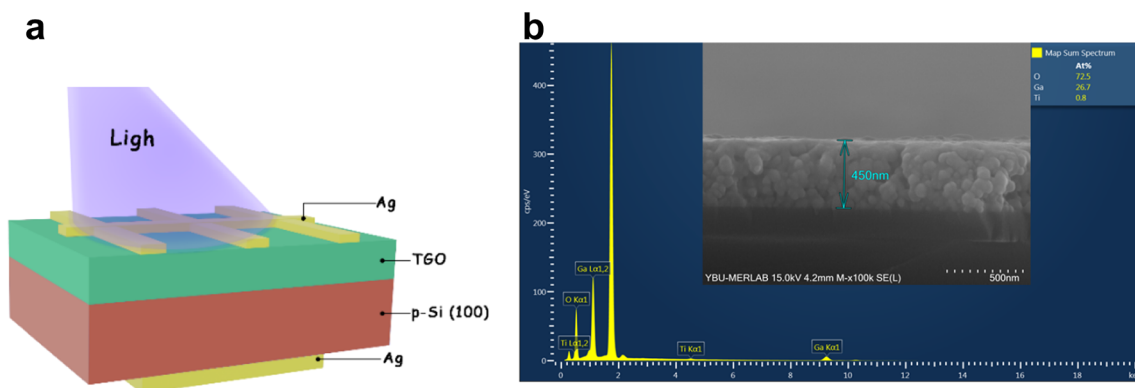 a
b
Ligh
Ag
TGO
p-Si (100)
Ag
Map Sum Spectrum
At%
O 72.5
Ga 26.7
Ti 0.8
cps/eV
400
300
200
100
0
450nm
Ga Lα1,2
O Kα1
Ti Lα1,2
Ti Kα1
Ga Kα1
YBU-MERLAB 15.0kV 4.2mm M-x100k SE(L)
500nm
0 2 4 6 8 10 12 14 16 18 ke